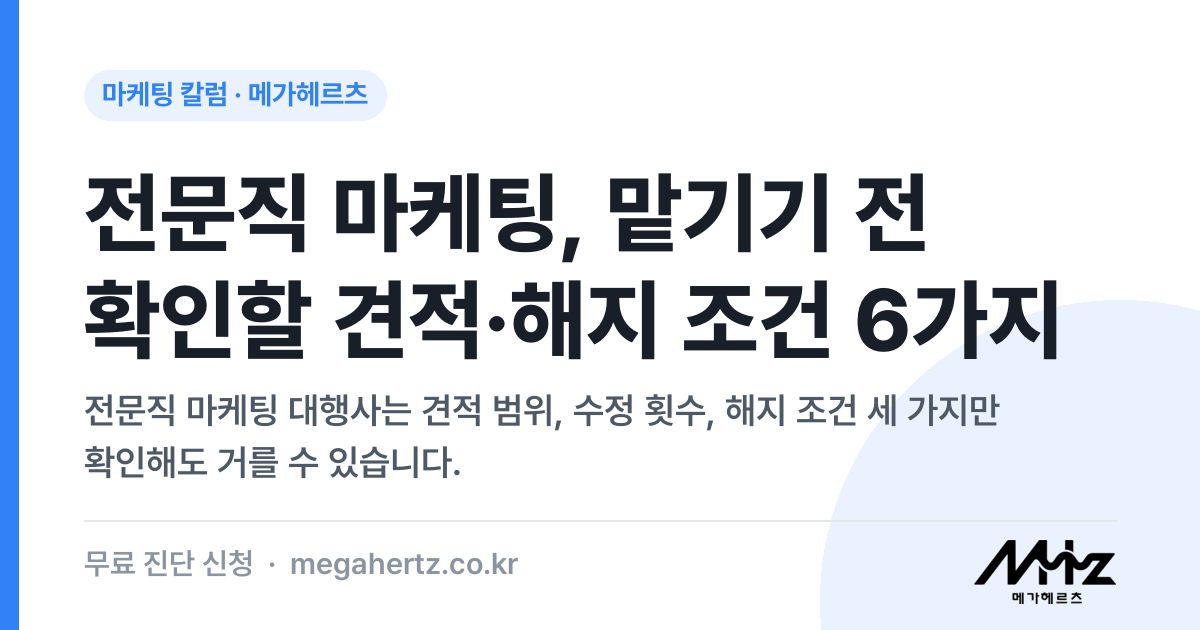 마케팅 칼럼 · 메가헤르츠
전문직 마케팅, 맡기기 전
확인할 견적·해지 조건 6가지
전문직 마케팅 대행사는 견적 범위, 수정 횟수, 해지 조건 세 가지만
확인해도 거를 수 있습니다.
무료 진단 신청 · megahertz.co.kr
MHz
메가헤르츠